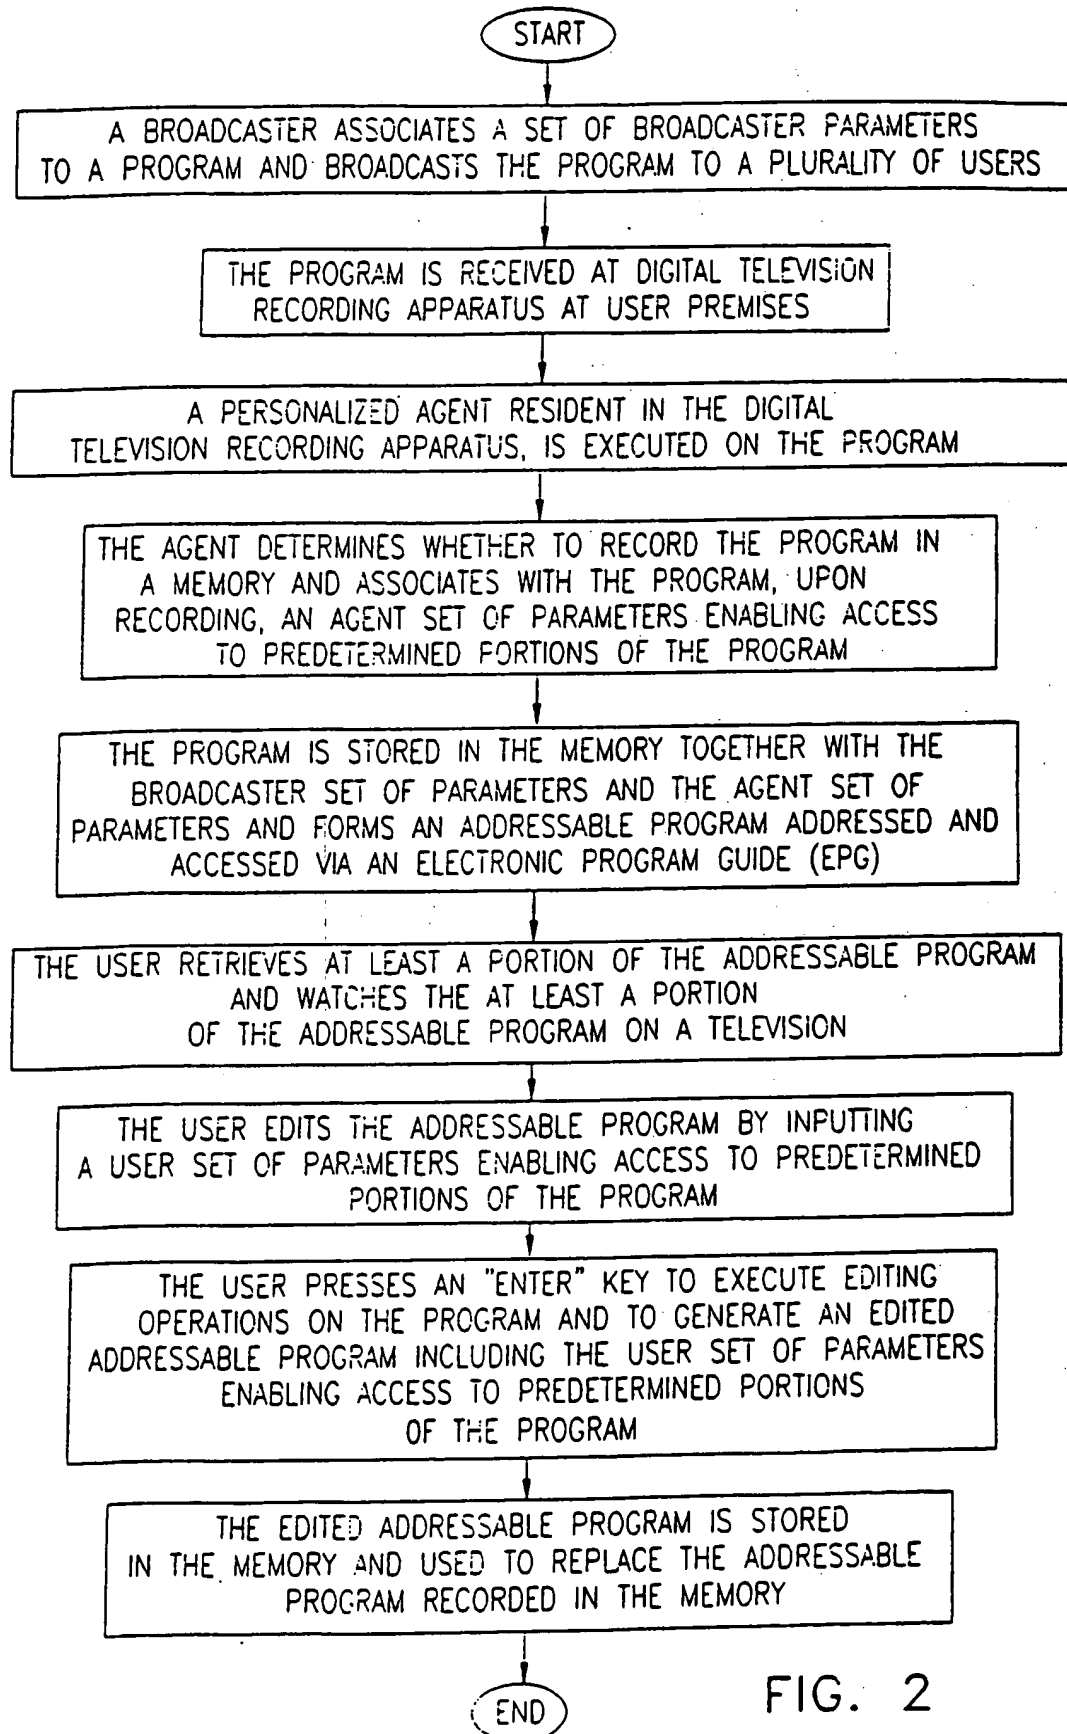 START
A BROADCASTER ASSOCIATES A SET OF BROADCASTER PARAMETERS
TO A PROGRAM AND BROADCASTS THE PROGRAM TO A PLURALITY OF USERS
THE PROGRAM IS RECEIVED AT DIGITAL TELEVISION
RECORDING APPARATUS AT USER PREMISES
A PERSONALIZED AGENT RESIDENT IN THE DIGITAL
TELEVISION RECORDING APPARATUS, IS EXECUTED ON THE PROGRAM
THE AGENT DETERMINES WHETHER TO RECORD THE PROGRAM IN
A MEMORY AND ASSOCIATES WITH THE PROGRAM, UPON
RECORDING, AN AGENT SET OF PARAMETERS ENABLING ACCESS
TO PREDETERMINED PORTIONS OF THE PROGRAM
THE PROGRAM IS STORED IN THE MEMORY TOGETHER WITH THE
BROADCASTER SET OF PARAMETERS AND THE AGENT SET OF
PARAMETERS AND FORMS AN ADDRESSABLE PROGRAM ADDRESSED AND
ACCESSED VIA AN ELECTRONIC PROGRAM GUIDE (EPG)
THE USER RETRIEVES AT LEAST A PORTION OF THE ADDRESSABLE PROGRAM
AND WATCHES THE AT LEAST A PORTION
OF THE ADDRESSABLE PROGRAM ON A TELEVISION
THE USER EDITS THE ADDRESSABLE PROGRAM BY INPUTTING
A USER SET OF PARAMETERS ENABLING ACCESS TO PREDETERMINED
PORTIONS OF THE PROGRAM
THE USER PRESSES AN "ENTER" KEY TO EXECUTE EDITING
OPERATIONS ON THE PROGRAM AND TO GENERATE AN EDITED
ADDRESSABLE PROGRAM INCLUDING THE USER SET OF PARAMETERS
ENABLING ACCESS TO PREDETERMINED PORTIONS
OF THE PROGRAM
THE EDITED ADDRESSABLE PROGRAM IS STORED
IN THE MEMORY AND USED TO REPLACE THE ADDRESSABLE
PROGRAM RECORDED IN THE MEMORY
END
FIG. 2